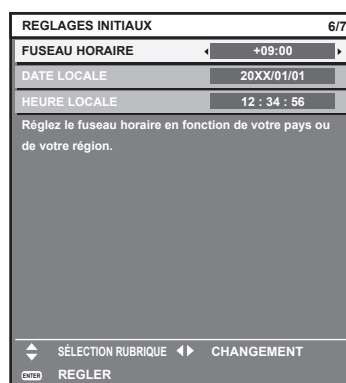 REGLAGES INITIAUX 6/7
FUSEAU HORAIRE +09:00
DATE LOCALE 20XX/01/01
HEURE LOCALE 12 : 34 : 56
Réglez le fuseau horaire en fonction de votre pays ou
de votre région.
SÉLECTION RUBRIQUE CHANGEMENT
ENTER REGLER